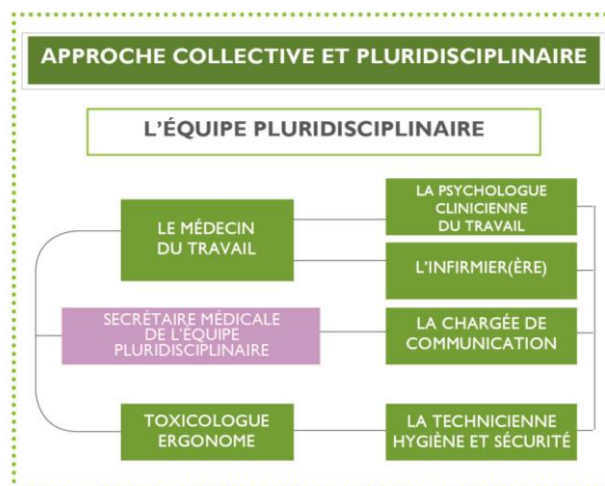 APPROCHE COLLECTIVE ET PLURIDISCIPLINAIRE
L'ÉQUIPE PLURIDISCIPLINAIRE
LE MÉDECIN
DU TRAVAIL
LA PSYCHOLOGUE
CLINICIENNE
DU TRAVAIL
L'INFIRMIER(ÈRE)
SECRÉTAIRE MÉDICALE
DE L'ÉQUIPE
PLURIDISCIPLINAIRE
LA CHARGÉE DE
COMMUNICATION
TOXICOLOGUE
ERGONOME
LA TECHNICIENNE
HYGIÈNE ET SÉCURITÉ